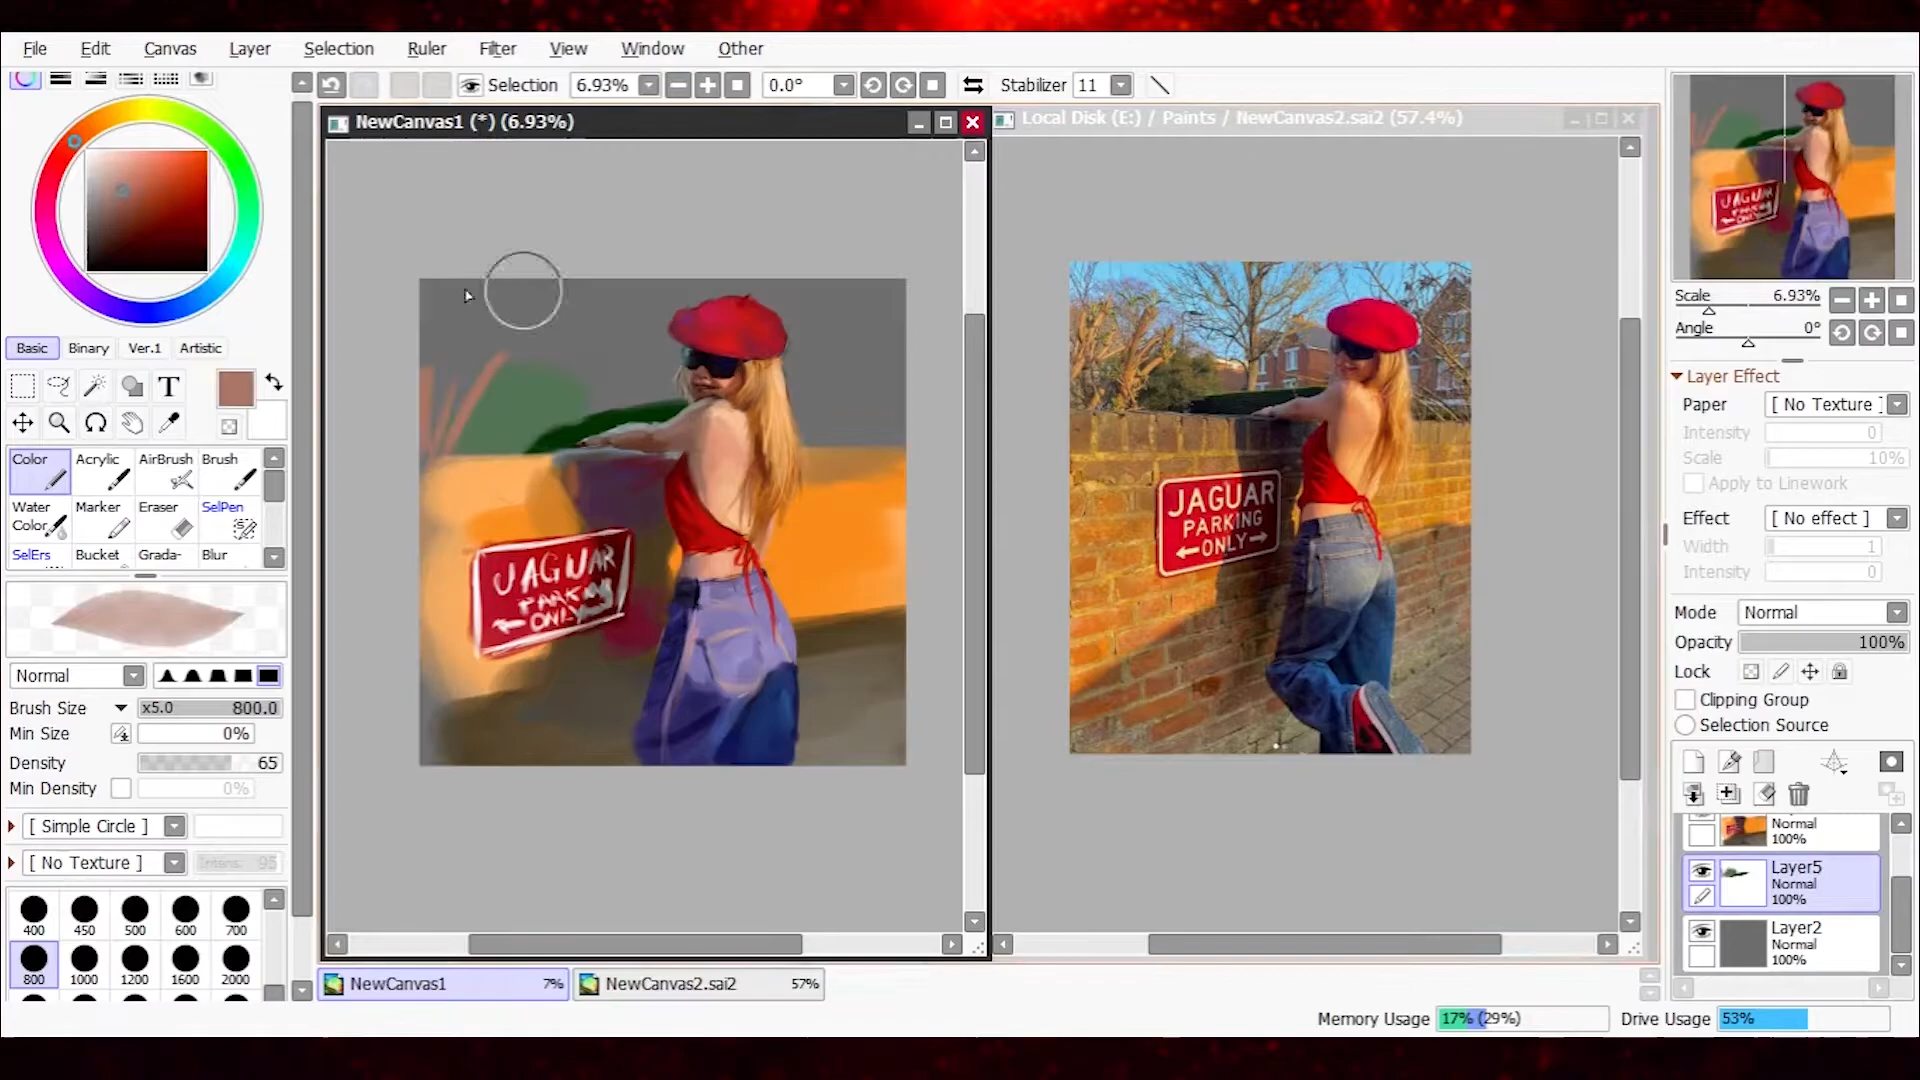 File Edit Canvas Layer Selection Ruler Filter View Window Other
Selection 6.93% 0.0° Stabilizer 11
NewCanvas1 (*) (6.93%)
Local Disk (E:) / Paints / NewCanvas2.sai2 (57.4%)
Basic Binary Ver.1 Artistic
T
Color Acrylic AirBrush Brush
Water Color Marker Eraser SelPen
SelErs Bucket Grada- Blur
Normal
Brush Size x5.0 800.0
Min Size 0%
Density 65
Min Density 0%
[ Simple Circle ]
[ No Texture ] Intens: 95
400 450 500 600 700
800 1000 1200 1600 2000
JAGUAR
PARKING
ONLY
JAGUAR
PARKING
←ONLY→
NewCanvas1 7%
NewCanvas2.sai2 57%
Scale 6.93%
Angle 0°
Layer Effect
Paper [ No Texture ]
Intensity 0
Scale 10%
Apply to Linework
Effect [ No effect ]
Width 1
Intensity 0
Mode Normal
Opacity 100%
Lock
Clipping Group
Selection Source
Normal
100%
Layer5
Normal
100%
Layer2
Normal
100%
Memory Usage 17% (29%) Drive Usage 53%